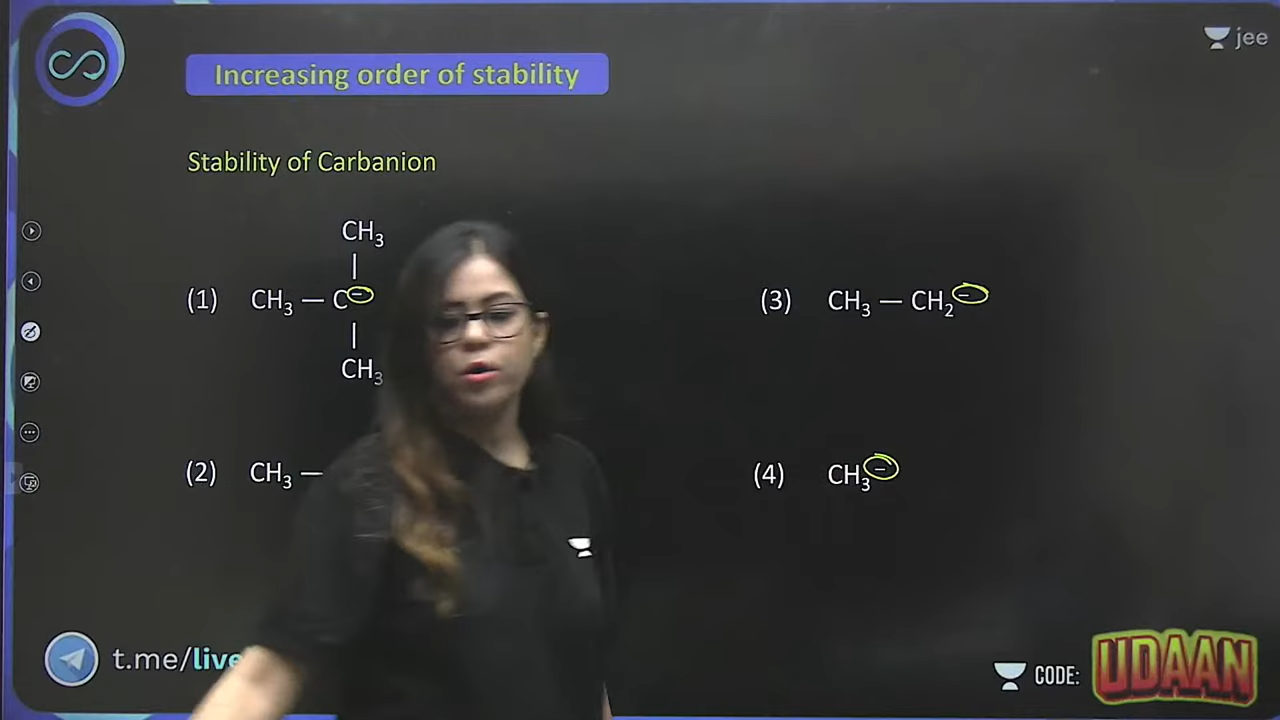 jee
Increasing order of stability
Stability of Carbanion
CH₃
|
(1) CH₃ — C⁻
|
CH₃
(2) CH₃ —
(3) CH₃ — CH₂⁻
(4) CH₃⁻
t.me/live
CODE: UDAAN